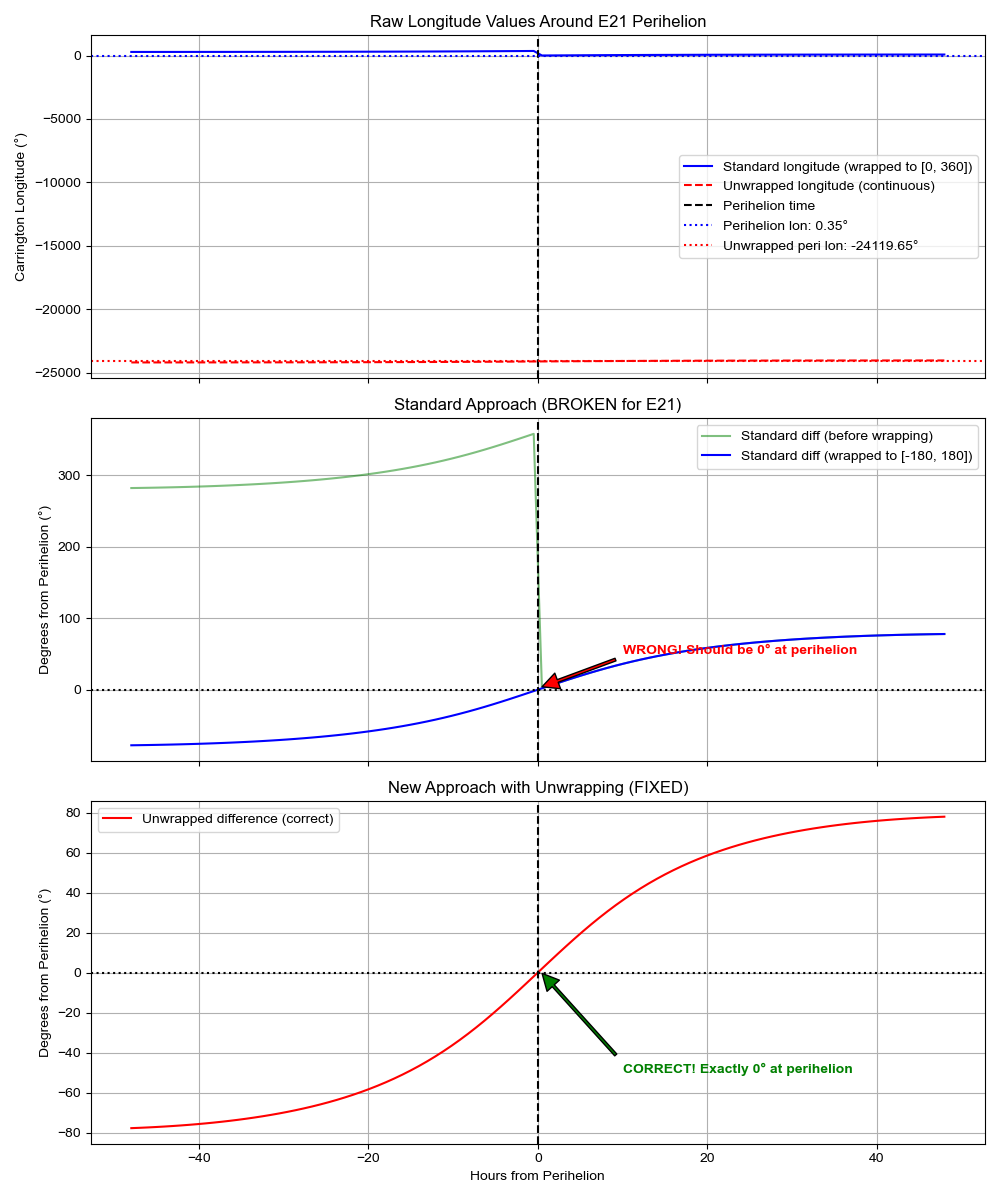 Raw Longitude Values Around E21 Perihelion
0
−5000
−10000
−15000
−20000
−25000
Carrington Longitude (°)
Standard longitude (wrapped to [0, 360])
Unwrapped longitude (continuous)
Perihelion time
Perihelion lon: 0.35°
Unwrapped peri lon: -24119.65°
Standard Approach (BROKEN for E21)
300
200
100
0
Degrees from Perihelion (°)
Standard diff (before wrapping)
Standard diff (wrapped to [-180, 180])
WRONG! Should be 0° at perihelion
New Approach with Unwrapping (FIXED)
80
60
40
20
0
−20
−40
−60
−80
Degrees from Perihelion (°)
Unwrapped difference (correct)
CORRECT! Exactly 0° at perihelion
−40
−20
0
20
40
Hours from Perihelion